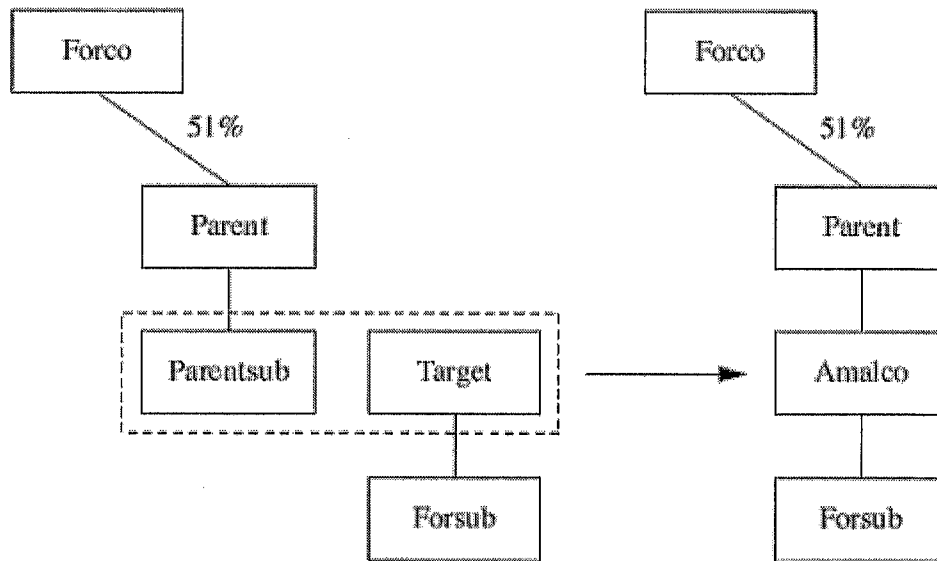 Forco Forco
51% 51%
Parent Parent
Parentsub Target Amalco
Forsub Forsub